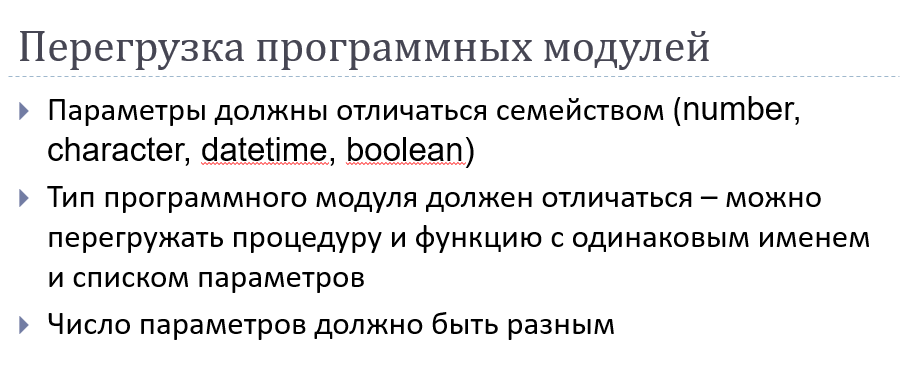 Перегрузка программных модулей
Параметры должны отличаться семейством (number,
character, datetime, boolean)
Тип программного модуля должен отличаться – можно
перегружать процедуру и функцию с одинаковым именем
и списком параметров
Число параметров должно быть разным